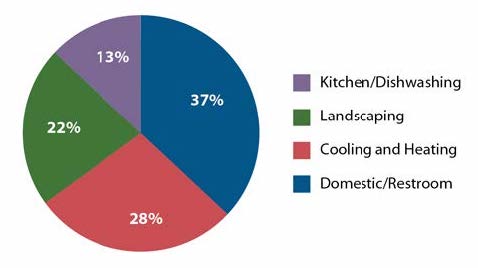 13%
37%
22%
28%
Kitchen/Dishwashing
Landscaping
Cooling and Heating
Domestic/Restroom